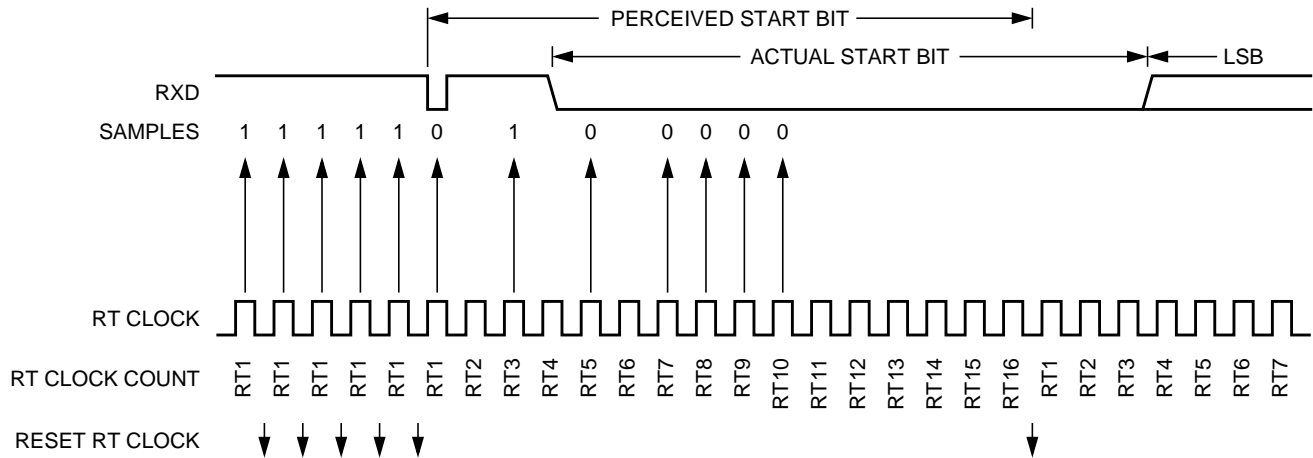 PERCEIVED START BIT
ACTUAL START BIT
LSB
RXD
SAMPLES 1 1 1 1 1 0 1 0 0 0 0 0
RT CLOCK
RT CLOCK COUNT RT1 RT1 RT1 RT1 RT1 RT1 RT2 RT3 RT4 RT5 RT6 RT7 RT8 RT9 RT10 RT11 RT12 RT13 RT14 RT15 RT16 RT1 RT2 RT3 RT4 RT5 RT6 RT7
RESET RT CLOCK